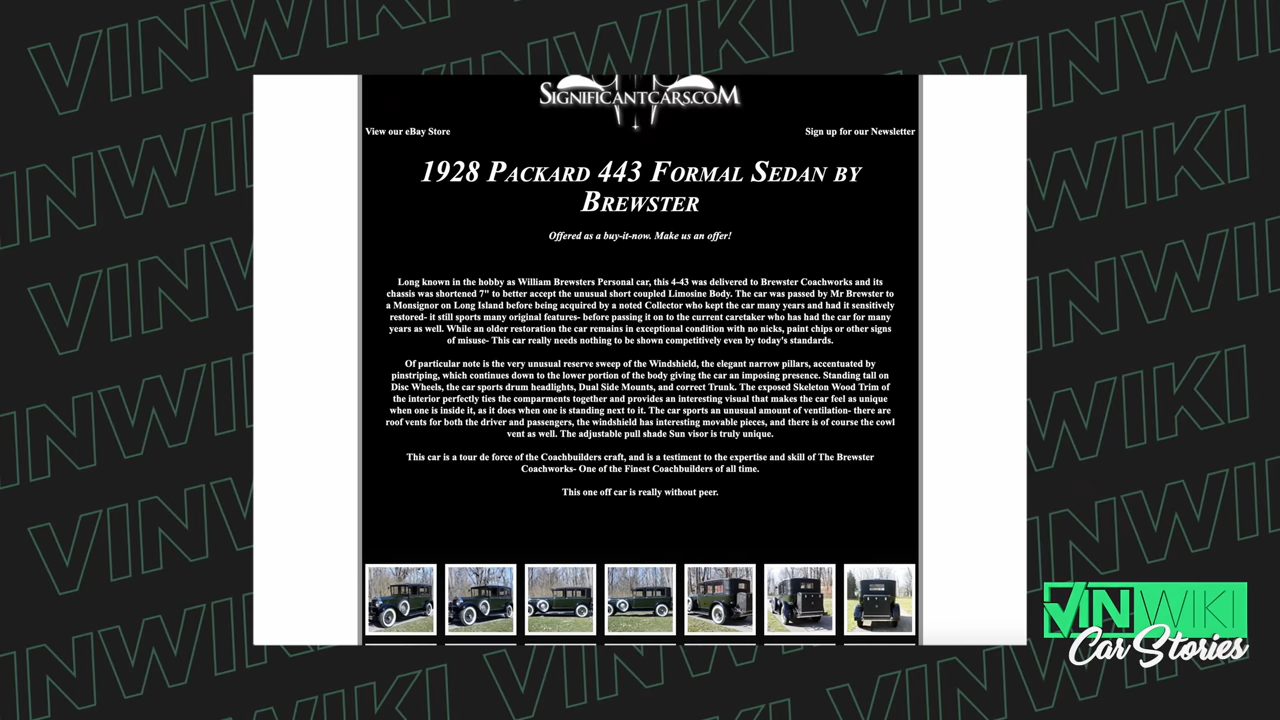 SIGNIFICANTCARS.COM
View our eBay Store
Sign up for our Newsletter
1928 PACKARD 443 FORMAL SEDAN BY
BREWSTER
Offered as a buy-it-now. Make us an offer!
Long known in the hobby as William Brewsters Personal car, this 4-43 was delivered to Brewster Coachworks and its
chassis was shortened 7" to better accept the unusual short coupled Limosine Body. The car was passed by Mr Brewster to
a Monsignor on Long Island before being acquired by a noted Collector who kept the car many years and had it sensitively
restored- it still sports many original features- before passing it on to the current caretaker who has had the car for many
years as well. While an older restoration the car remains in exceptional condition with no nicks, paint chips or other signs
of misuse- This car really needs nothing to be shown competitively even by today's standards.
Of particular note is the very unusual reserve sweep of the Windshield, the elegant narrow pillars, accentuated by
pinstriping, which continues down to the lower portion of the body giving the car an imposing presence. Standing tall on
Disc Wheels, the car sports drum headlights, Dual Side Mounts, and correct Trunk. The exposed Skeleton Wood Trim of
the interior perfectly ties the comparments together and provides an interesting visual that makes the car feel as unique
when one is inside it, as it does when one is standing next to it. The car sports an unusual amount of ventilation- there are
roof vents for both the driver and passengers, the windshield has interesting movable pieces, and there is of course the cowl
vent as well. The adjustable pull shade Sun visor is truly unique.
This car is a tour de force of the Coachbuilders craft, and is a testiment to the expertise and skill of The Brewster
Coachworks- One of the Finest Coachbuilders of all time.
This one off car is really without peer.
VINWIKI
Car Stories